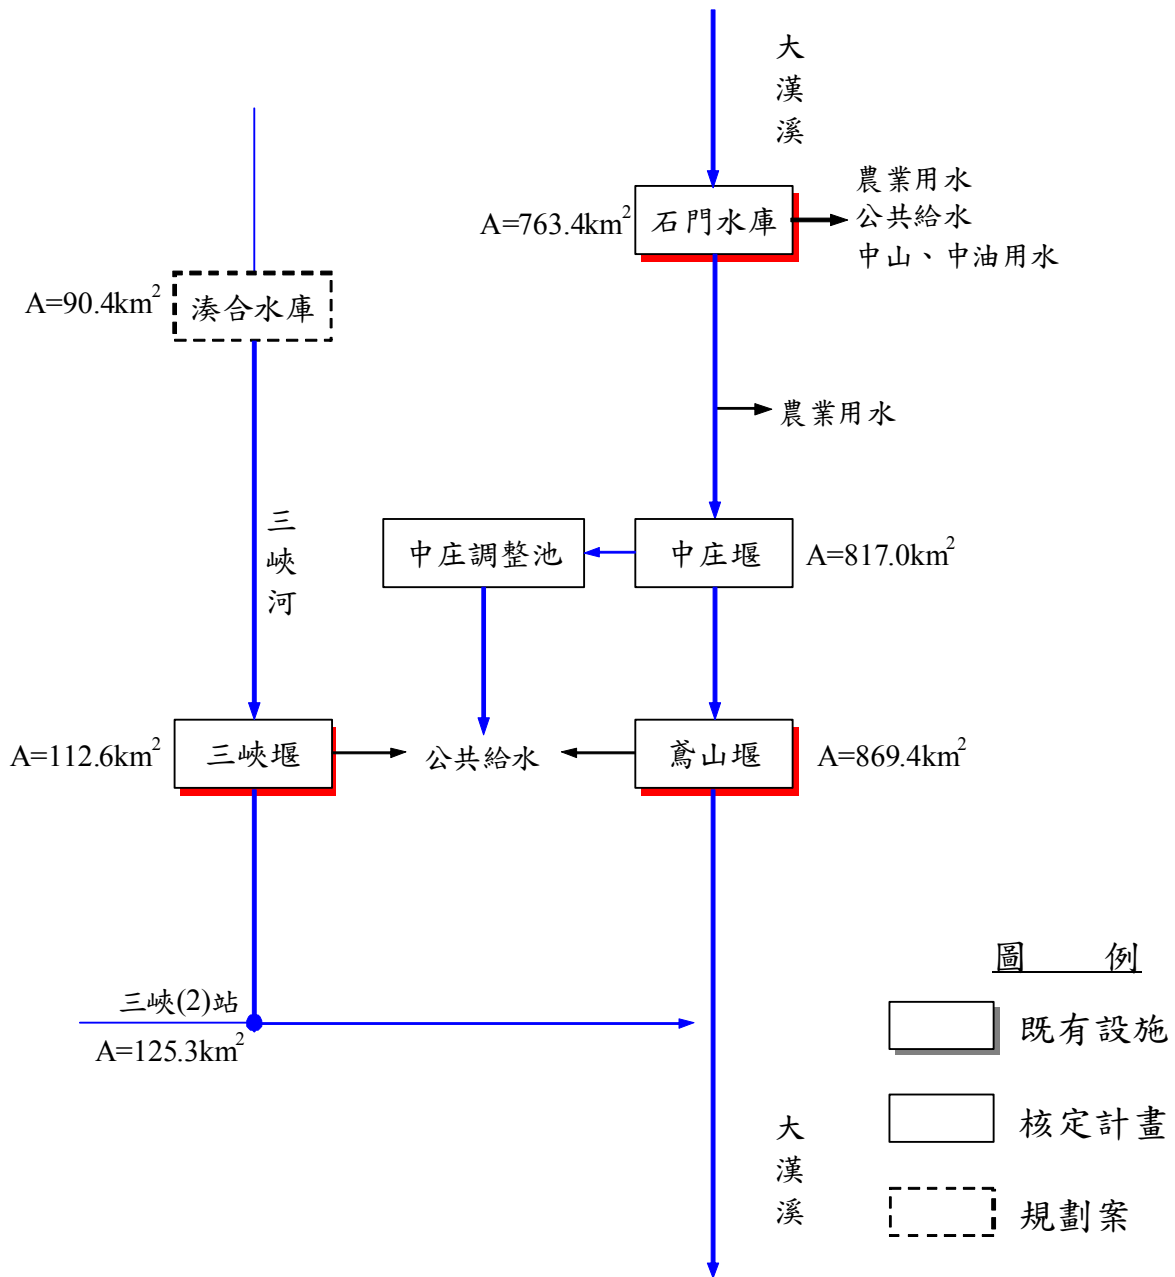 大漢溪
農業用水
公共給水
中山、中油用水
A=763.4km²
石門水庫
A=90.4km²
湊合水庫
農業用水
三峽河
中庄調整池
中庄堰
A=817.0km²
A=112.6km²
三峽堰
公共給水
鳶山堰
A=869.4km²
三峽(2)站
A=125.3km²
大漢溪
圖 例
既有設施
核定計畫
規劃案